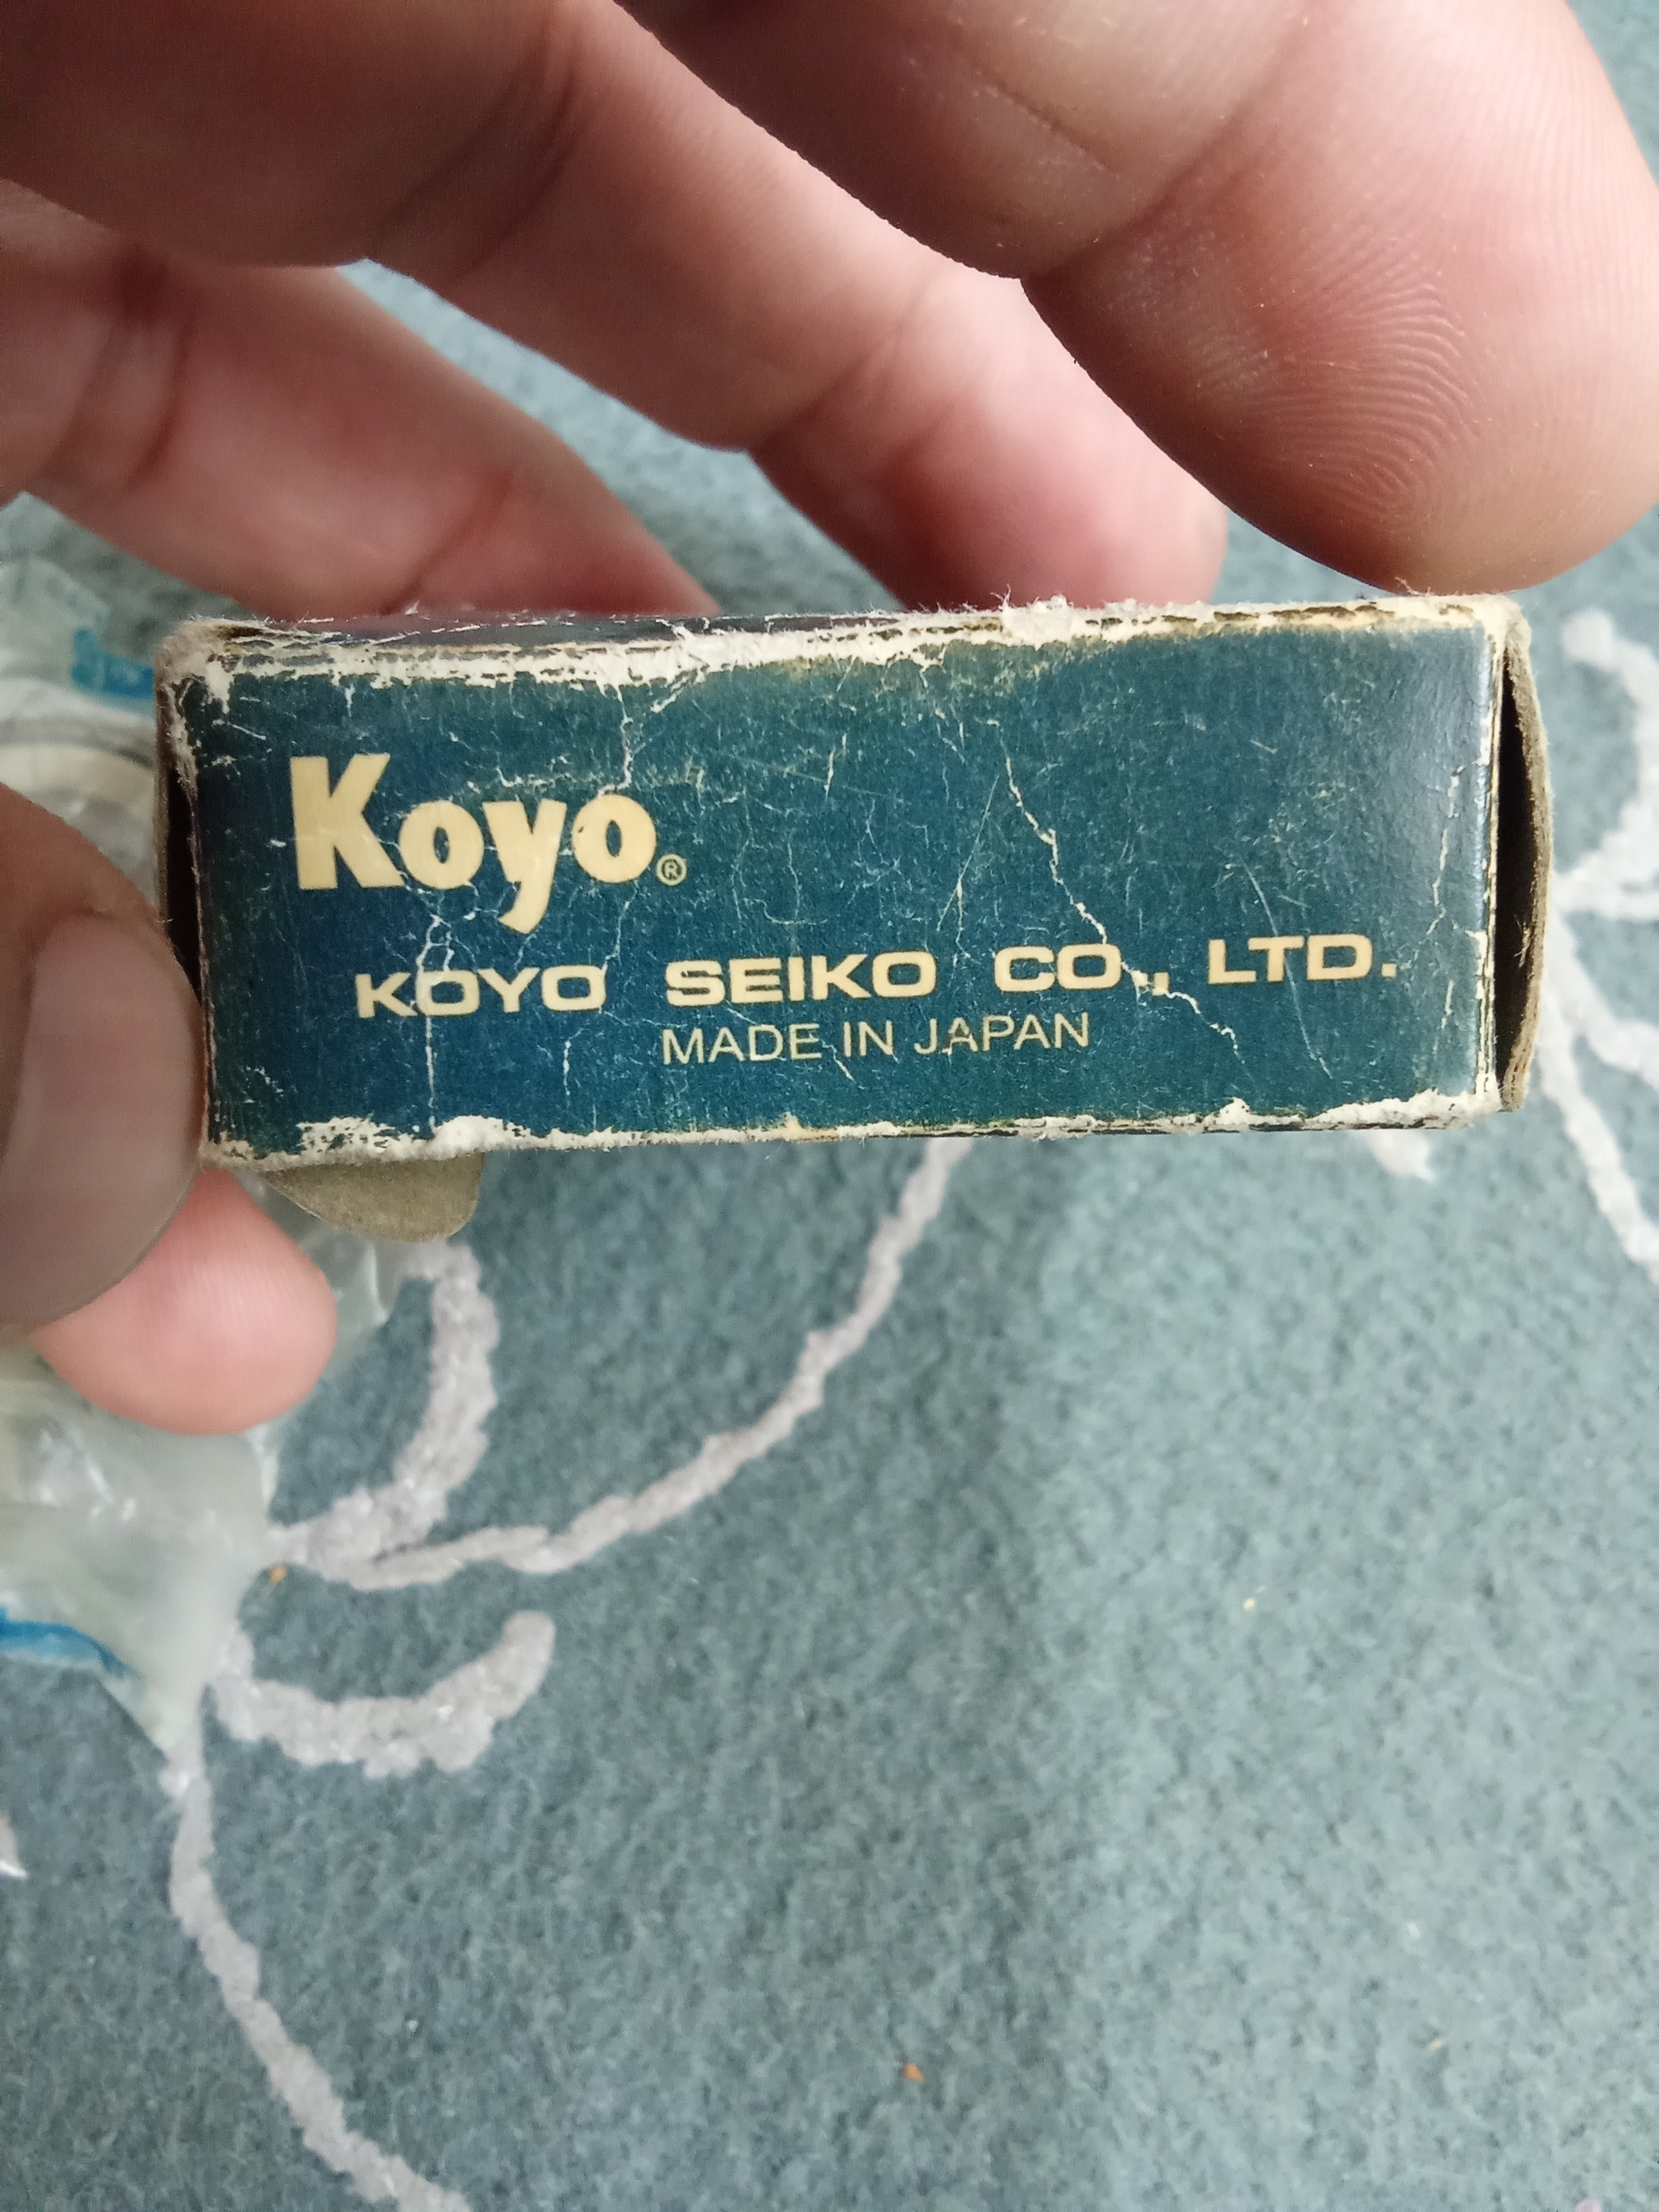 Koyo®
KOYO SEIKO CO., LTD.
MADE IN JAPAN